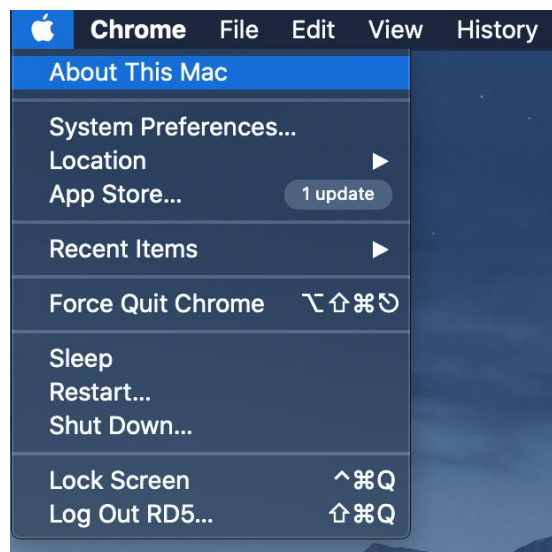 Chrome File Edit View History
About This Mac
System Preferences...
Location ▶
App Store... 1 update
Recent Items ▶
Force Quit Chrome ⌥⇧⌘⎋
Sleep
Restart...
Shut Down...
Lock Screen ^⌘Q
Log Out RD5... ⇧⌘Q